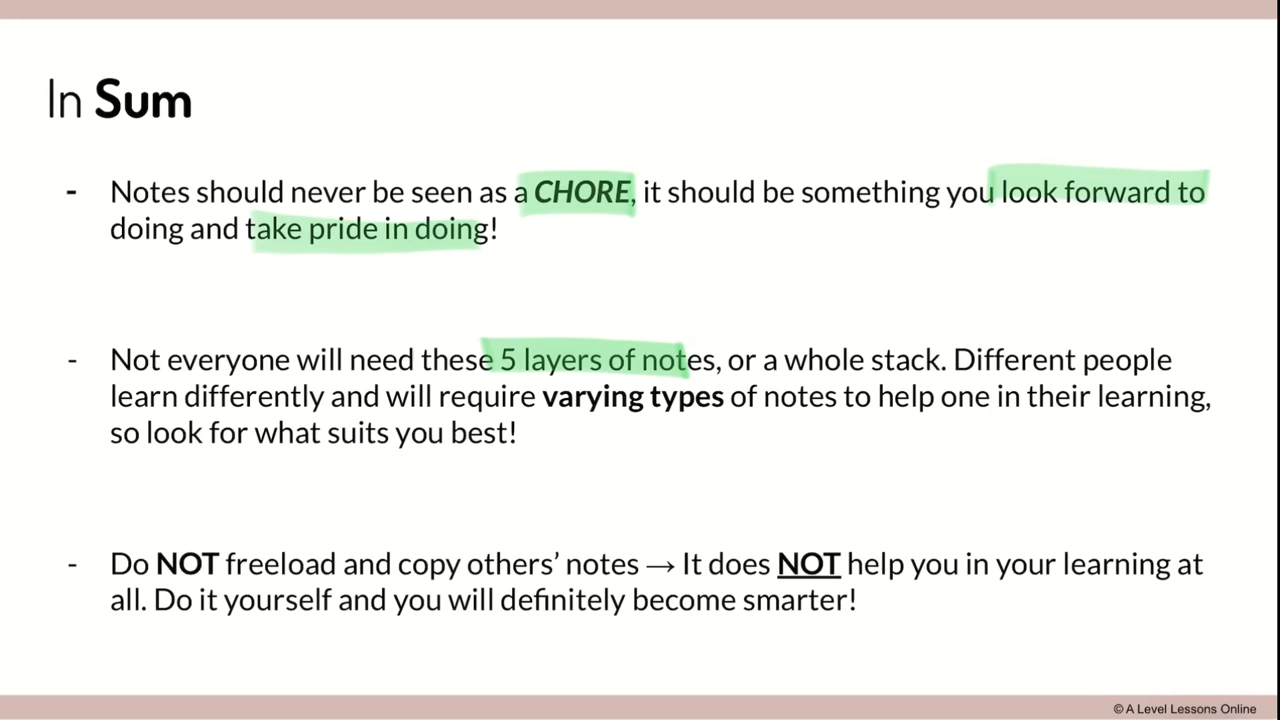 In Sum
- Notes should never be seen as a CHORE, it should be something you look forward to
doing and take pride in doing!
- Not everyone will need these 5 layers of notes, or a whole stack. Different people
learn differently and will require varying types of notes to help one in their learning,
so look for what suits you best!
- Do NOT freeload and copy others’ notes → It does NOT help you in your learning at
all. Do it yourself and you will definitely become smarter!
© A Level Lessons Online